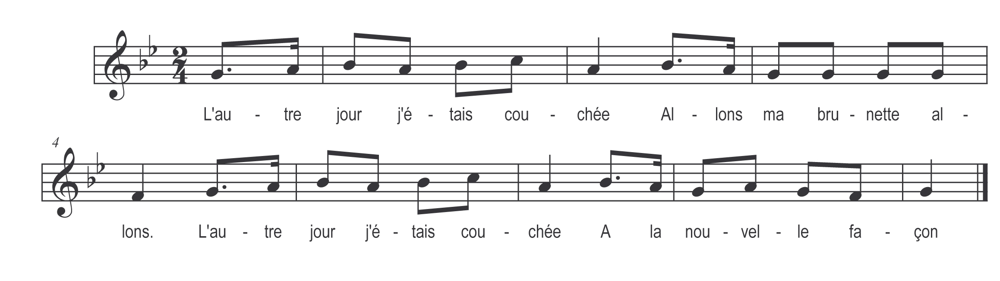 L'au - tre jour j'é - tais cou - chée Al - lons ma bru - nette al -
4
lons. L'au - tre jour j'é - tais cou - chée A la nou - vel - le fa - çon